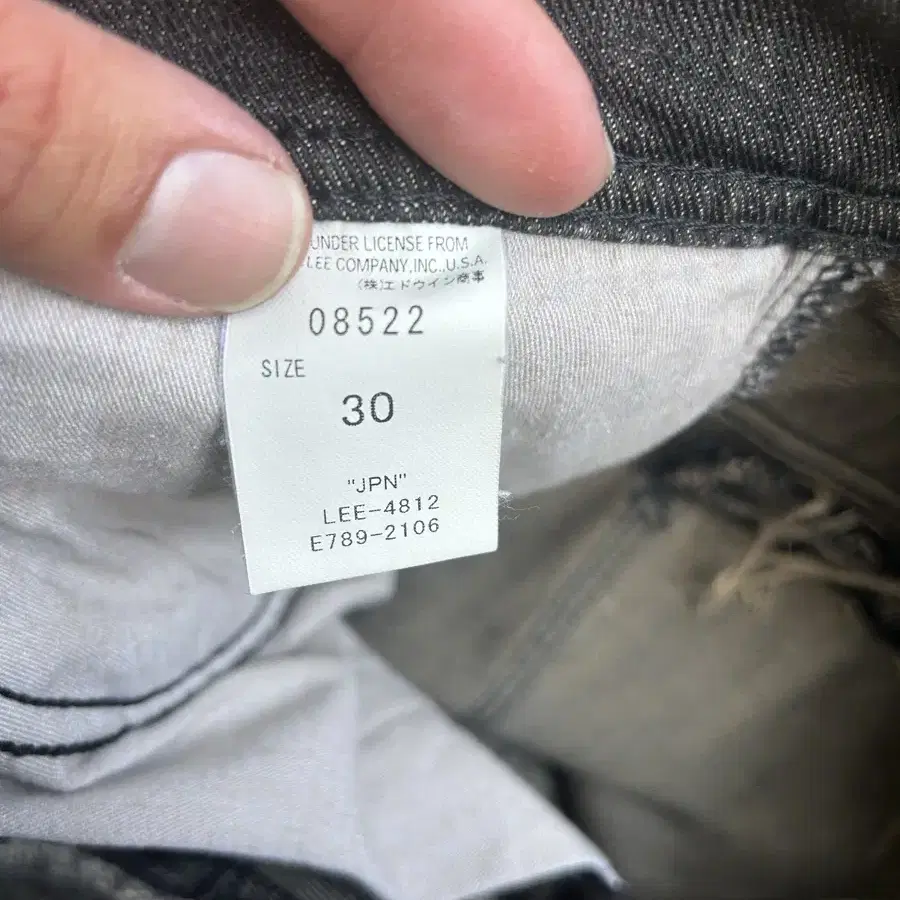 UNDER LICENSE FROM
LEE COMPANY,INC.,U.S.A.
(株)エドウイン商事
08522
SIZE
30
"JPN"
LEE-4812
E789-2106